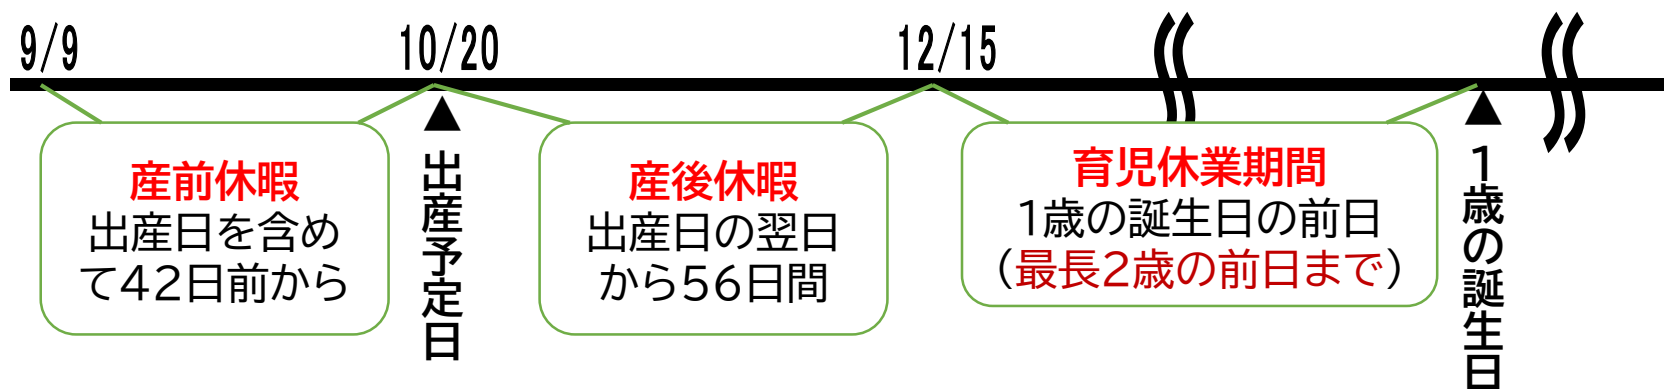 9/9
10/20
12/15
産前休暇
出産日を含め
て42日前から
▲
出産予定日
産後休暇
出産日の翌日
から56日間
育児休業期間
1歳の誕生日の前日
（最長2歳の前日まで）
▲
1歳の誕生日